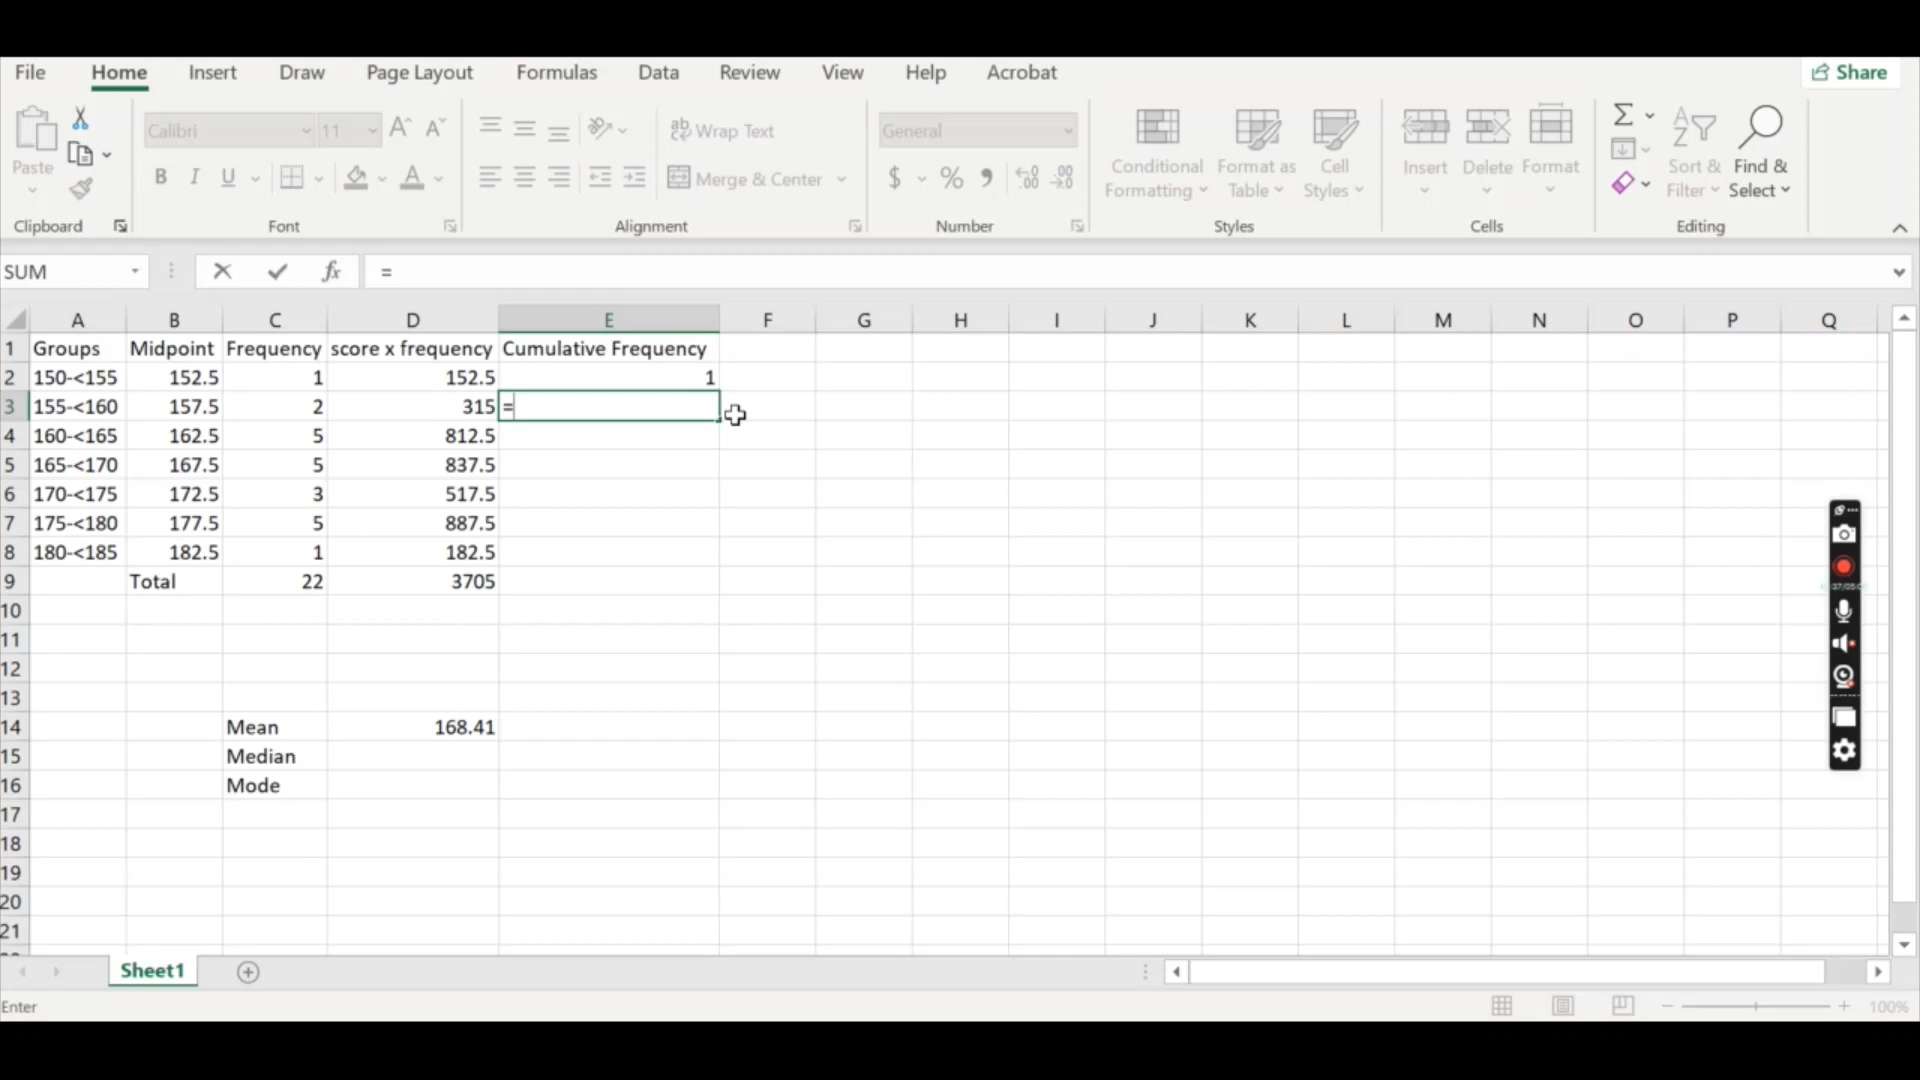 File Home Insert Draw Page Layout Formulas Data Review View Help Acrobat Share
Calibri 11 ab Wrap Text General
Paste B I U A Merge & Center $ % Conditional Formatting Format as Table Cell Styles Insert Delete Format Sort & Filter Find & Select
Clipboard Font Alignment Number Styles Cells Editing
SUM fx =
A B C D E F G H I J K L M N O P Q
1 Groups Midpoint Frequency score x frequency Cumulative Frequency
2 150-<155 152.5 1 152.5 1
3 155-<160 157.5 2 315 =
4 160-<165 162.5 5 812.5
5 165-<170 167.5 5 837.5
6 170-<175 172.5 3 517.5
7 175-<180 177.5 5 887.5
8 180-<185 182.5 1 182.5
9 Total 22 3705
10
11
12
13
14 Mean 168.41
15 Median
16 Mode
17
18
19
20
21
Sheet1
Enter 100%